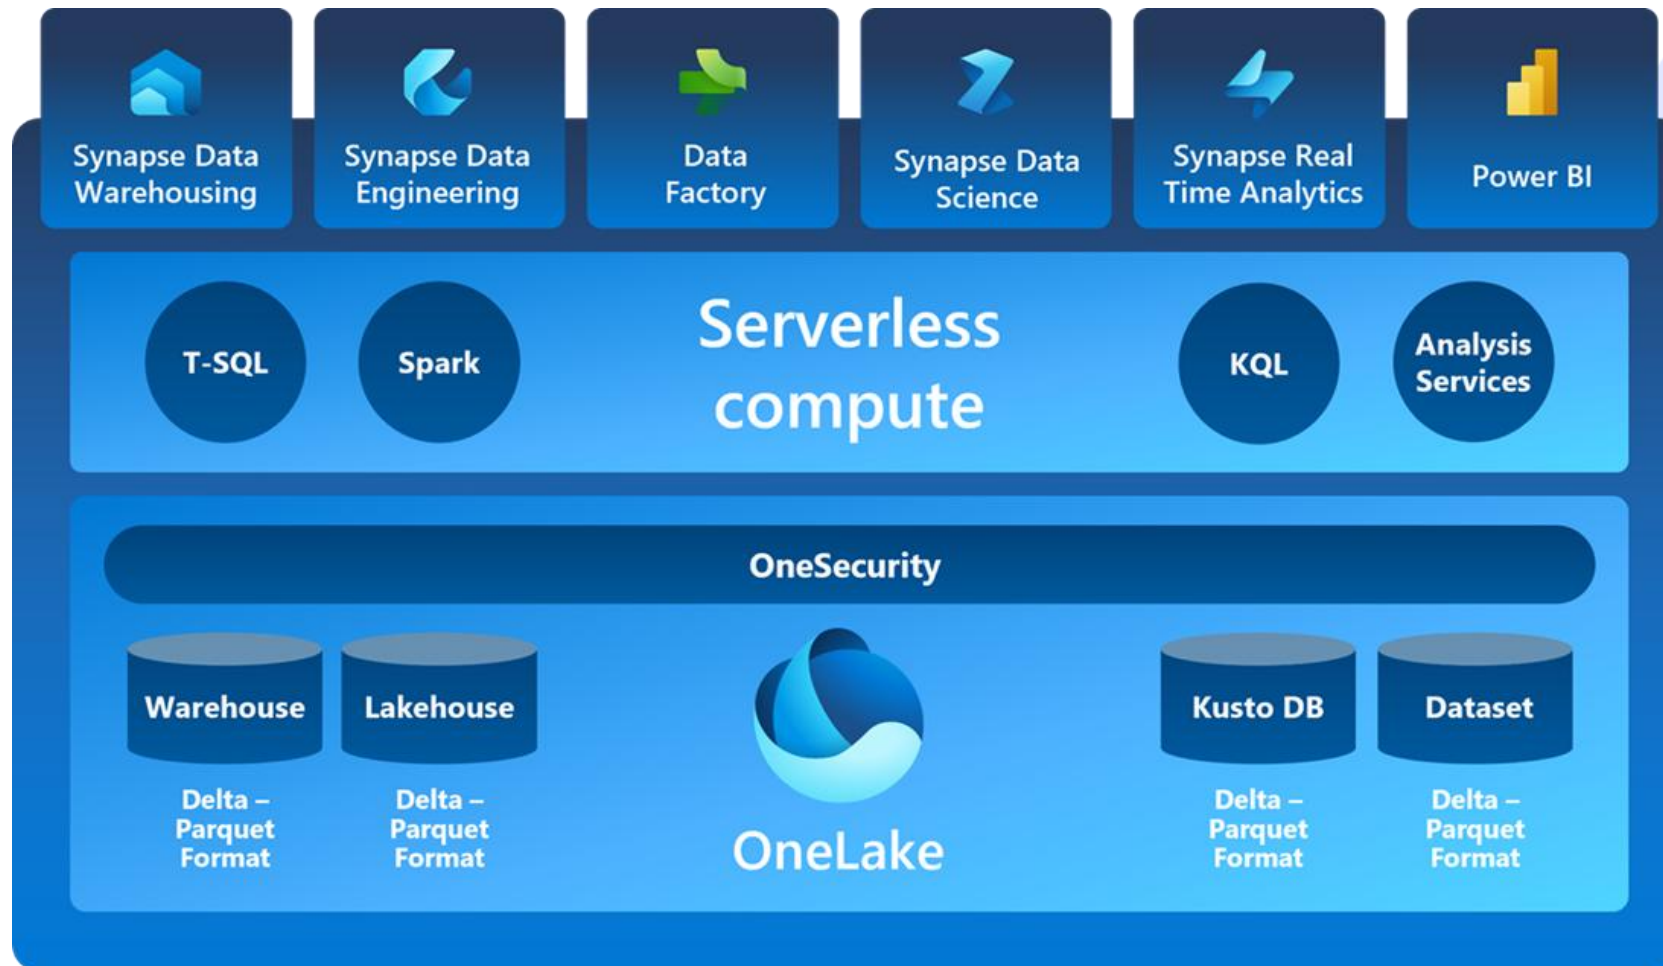 Synapse Data
Warehousing
Synapse Data
Engineering
Data
Factory
Synapse Data
Science
Synapse Real
Time Analytics
Power BI
T-SQL
Spark
Serverless
compute
KQL
Analysis
Services
OneSecurity
Warehouse
Lakehouse
Kusto DB
Dataset
Delta –
Parquet
Format
Delta –
Parquet
Format
OneLake
Delta –
Parquet
Format
Delta –
Parquet
Format